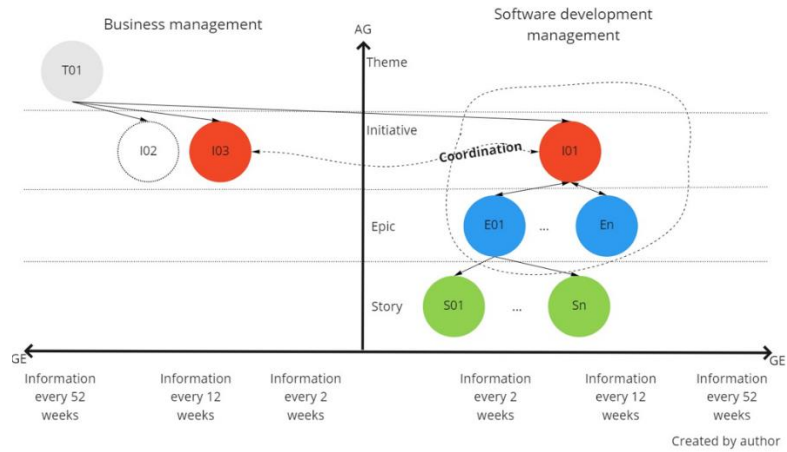 Business management
Software development
management
AG
Theme
T01
Initiative
I02
I03
Coordination
I01
Epic
E01
...
En
Story
S01
...
Sn
GE
GE
Information
every 52
weeks
Information
every 12
weeks
Information
every 2
weeks
Information
every 2
weeks
Information
every 12
weeks
Information
every 52
weeks
Created by author